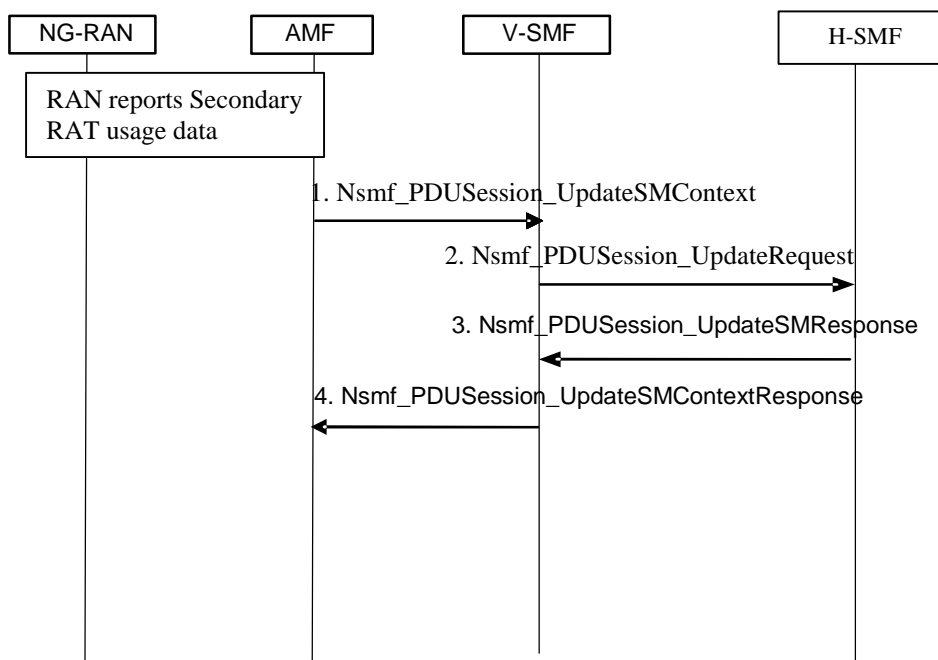 NG-RAN
AMF
V-SMF
H-SMF
RAN reports Secondary
RAT usage data
1. Nsmf_PDUSession_UpdateSMContext
2. Nsmf_PDUSession_UpdateRequest
3. Nsmf_PDUSession_UpdateSMResponse
4. Nsmf_PDUSession_UpdateSMContextResponse